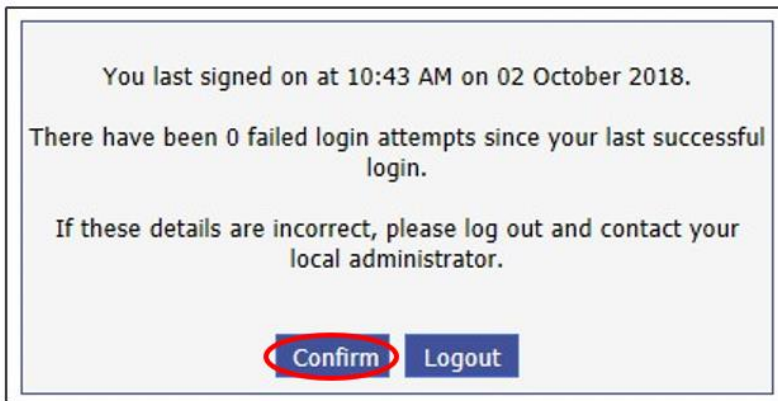 You last signed on at 10:43 AM on 02 October 2018.
There have been 0 failed login attempts since your last successful
login.
If these details are incorrect, please log out and contact your
local administrator.
Confirm Logout